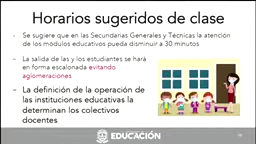 Horarios sugeridos de clase
- Se sugiere que en las Secundarias Generales y Técnicas la atención
de los módulos educativos pueda disminuir a 30 minutos
- La salida de las y los estudiantes se hará
en forma escalonada evitando
aglomeraciones
- La definición de la operación de
las instituciones educativas la
determinan los colectivos
docentes
EDUCACIÓN